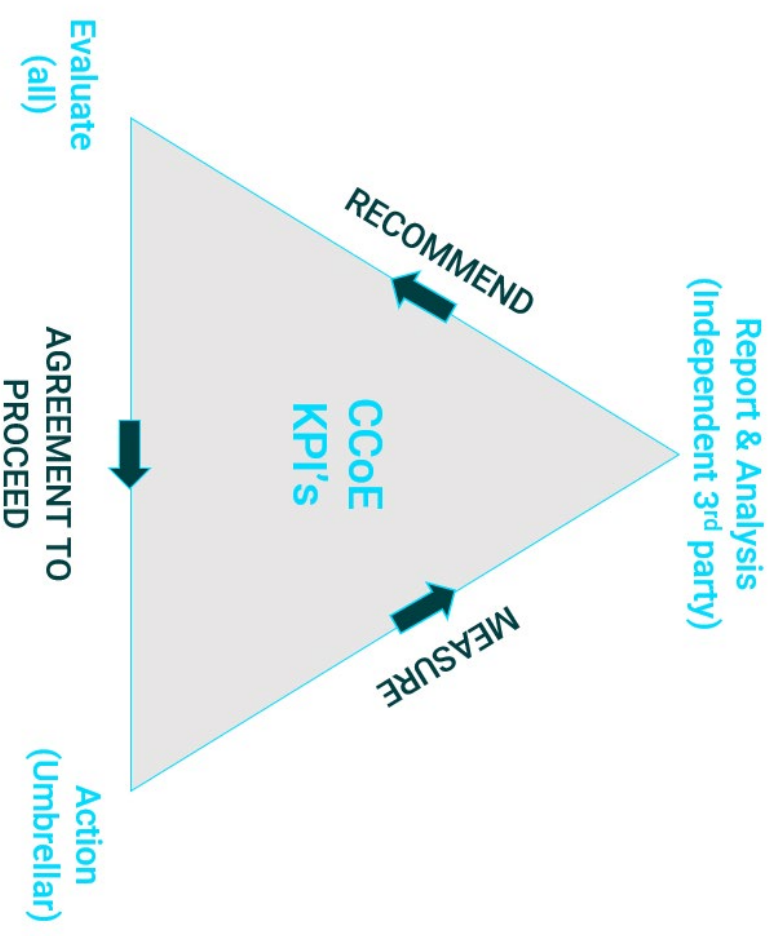 Report & Analysis
(Independent 3rd party)
RECOMMEND
MEASURE
CCoE
KPI's
Evaluate
(all)
AGREEMENT TO
PROCEED
Action
(Umbrellar)